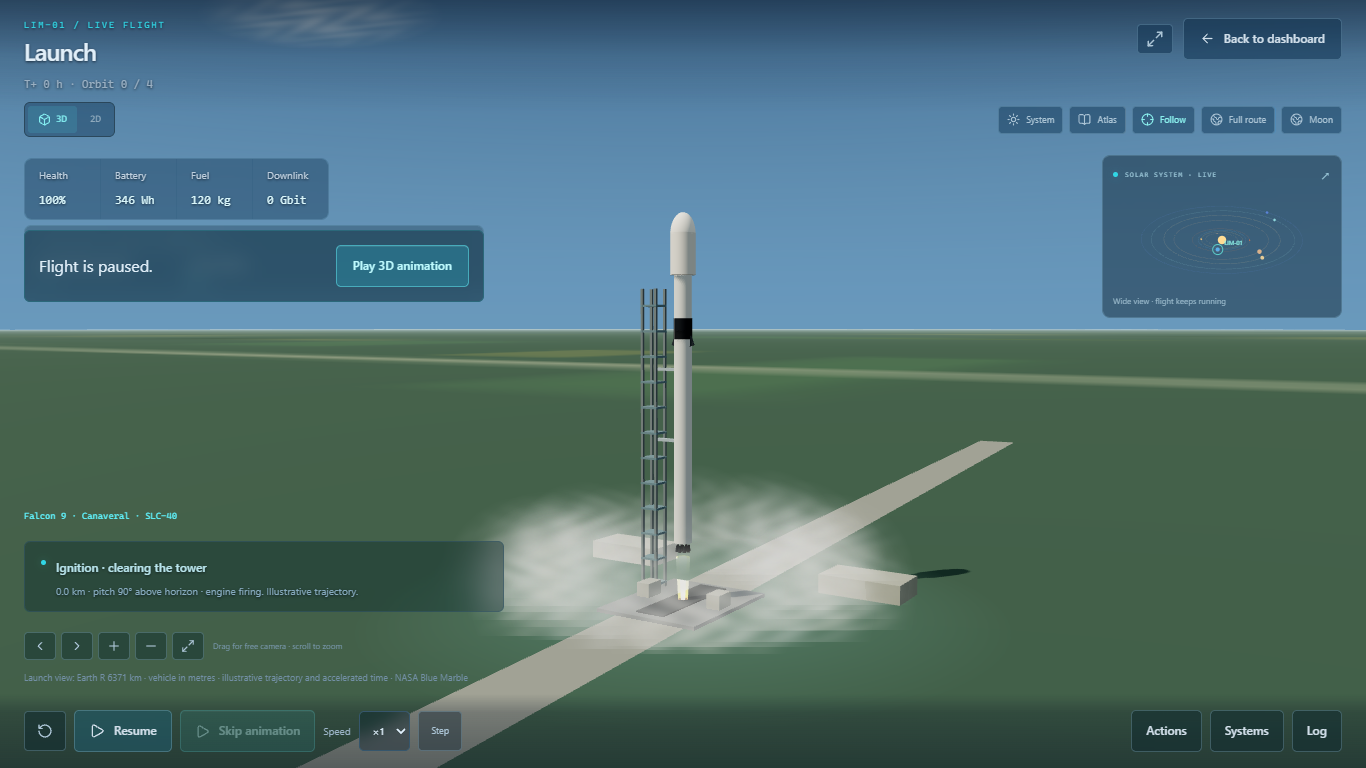 LIM-01 / LIVE FLIGHT
Launch
T+ 0 h · Orbit 0 / 4
Back to dashboard
3D
2D
System
Atlas
Follow
Full route
Moon
Health
Battery
Fuel
Downlink
100%
346 Wh
120 kg
0 Gbit
SOLAR SYSTEM · LIVE
LIM-01
Wide view · flight keeps running
Flight is paused.
Play 3D animation
Falcon 9 · Canaveral · SLC-40
Ignition · clearing the tower
0.0 km · pitch 90° above horizon · engine firing. Illustrative trajectory.
Drag for free camera · scroll to zoom
Launch view: Earth R 6371 km · vehicle in metres · illustrative trajectory and accelerated time · NASA Blue Marble
Resume
Skip animation
Speed
×1
Step
Actions
Systems
Log